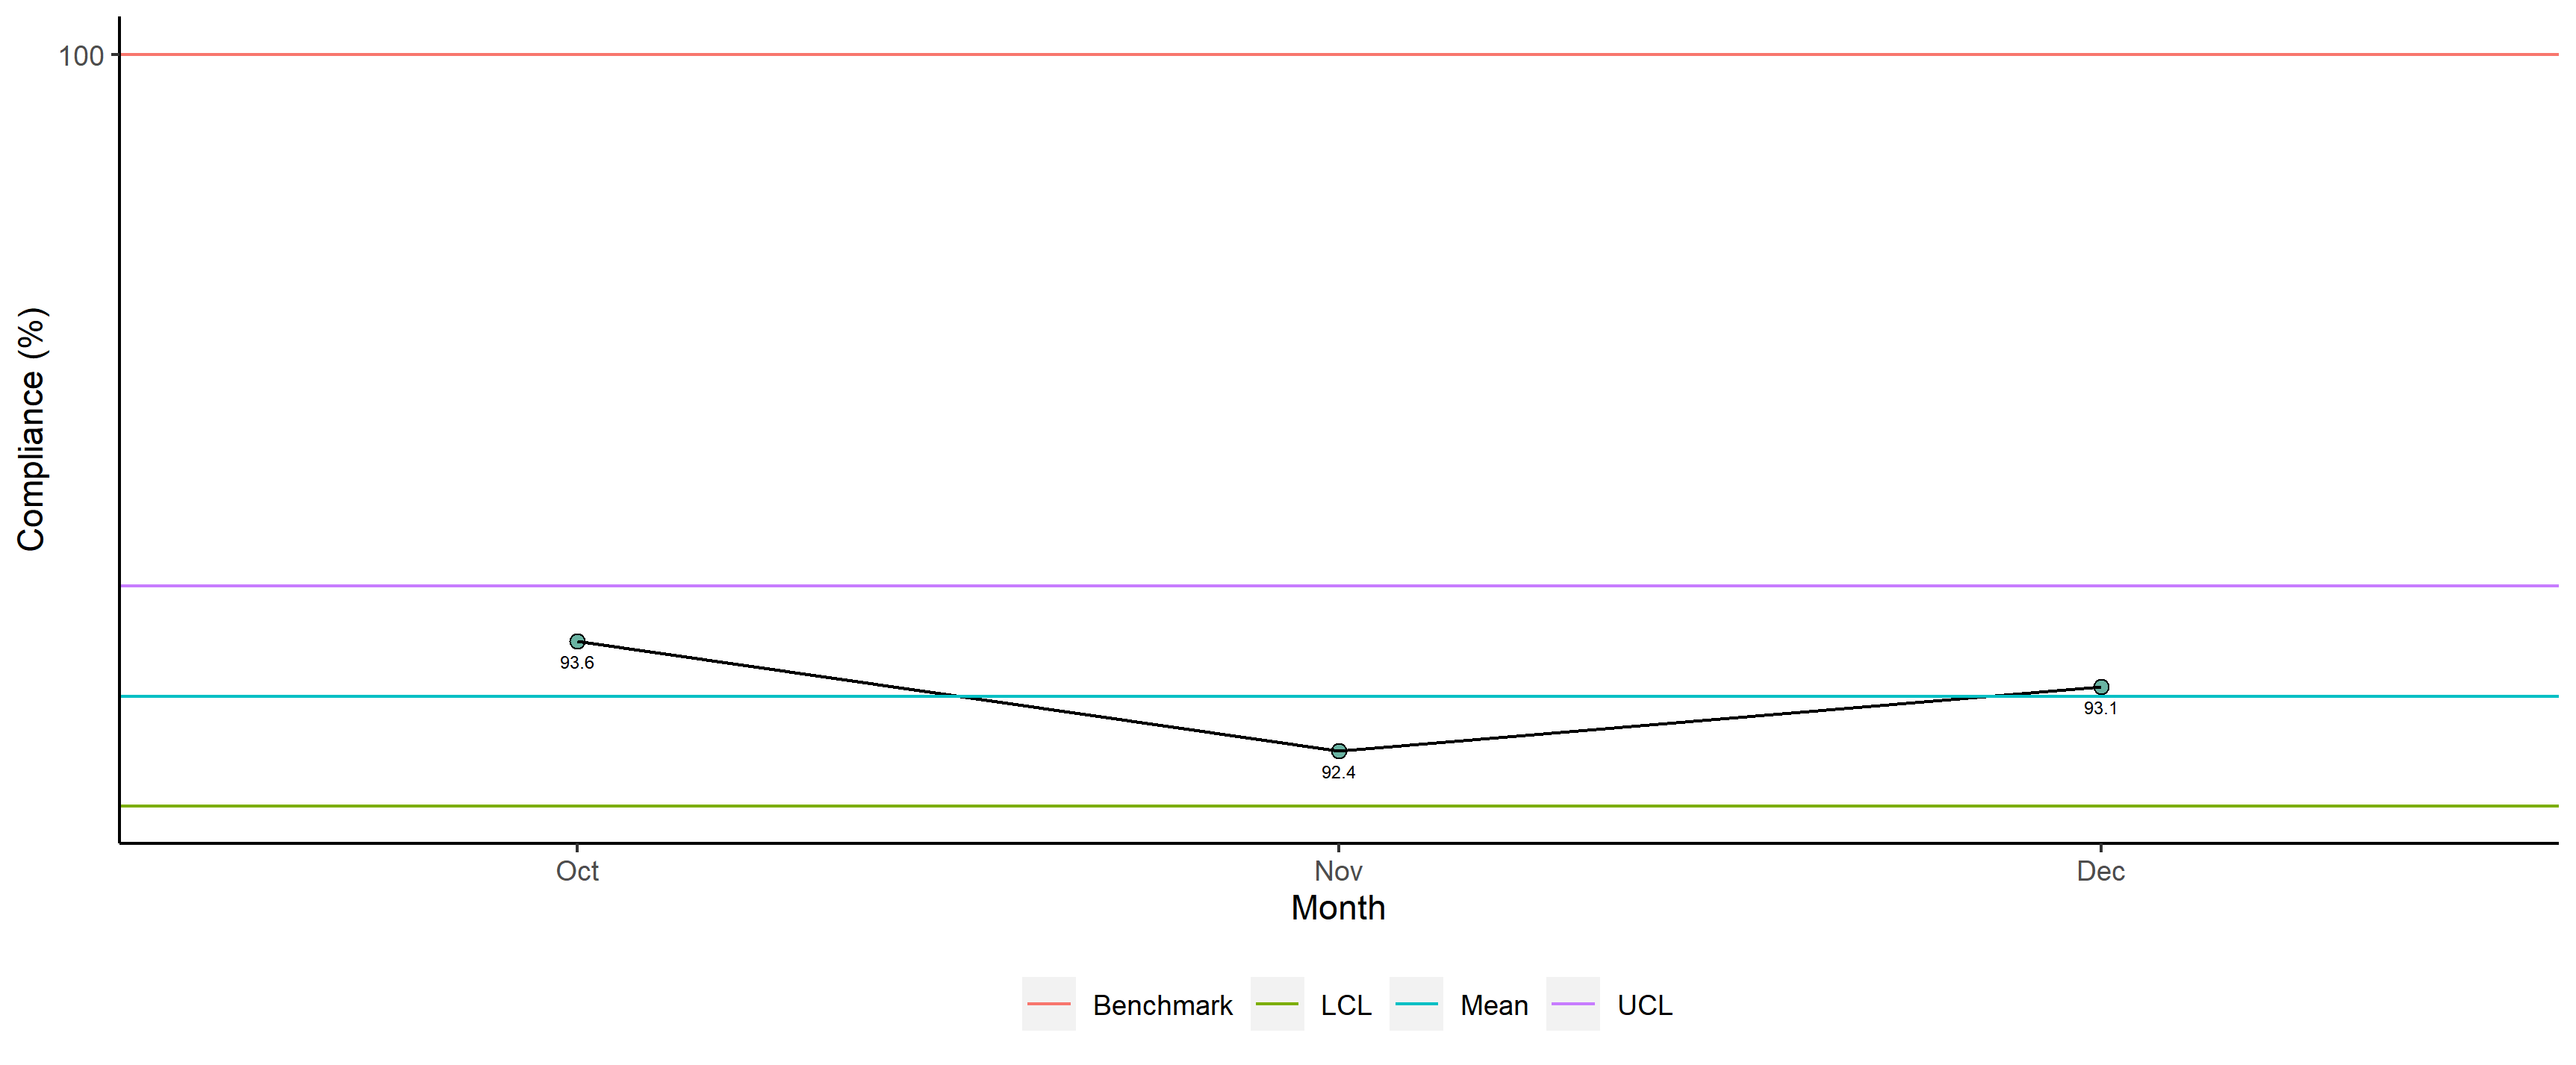 100
Compliance (%)
93.6
92.4
93.1
Oct Nov Dec
Month
Benchmark LCL Mean UCL